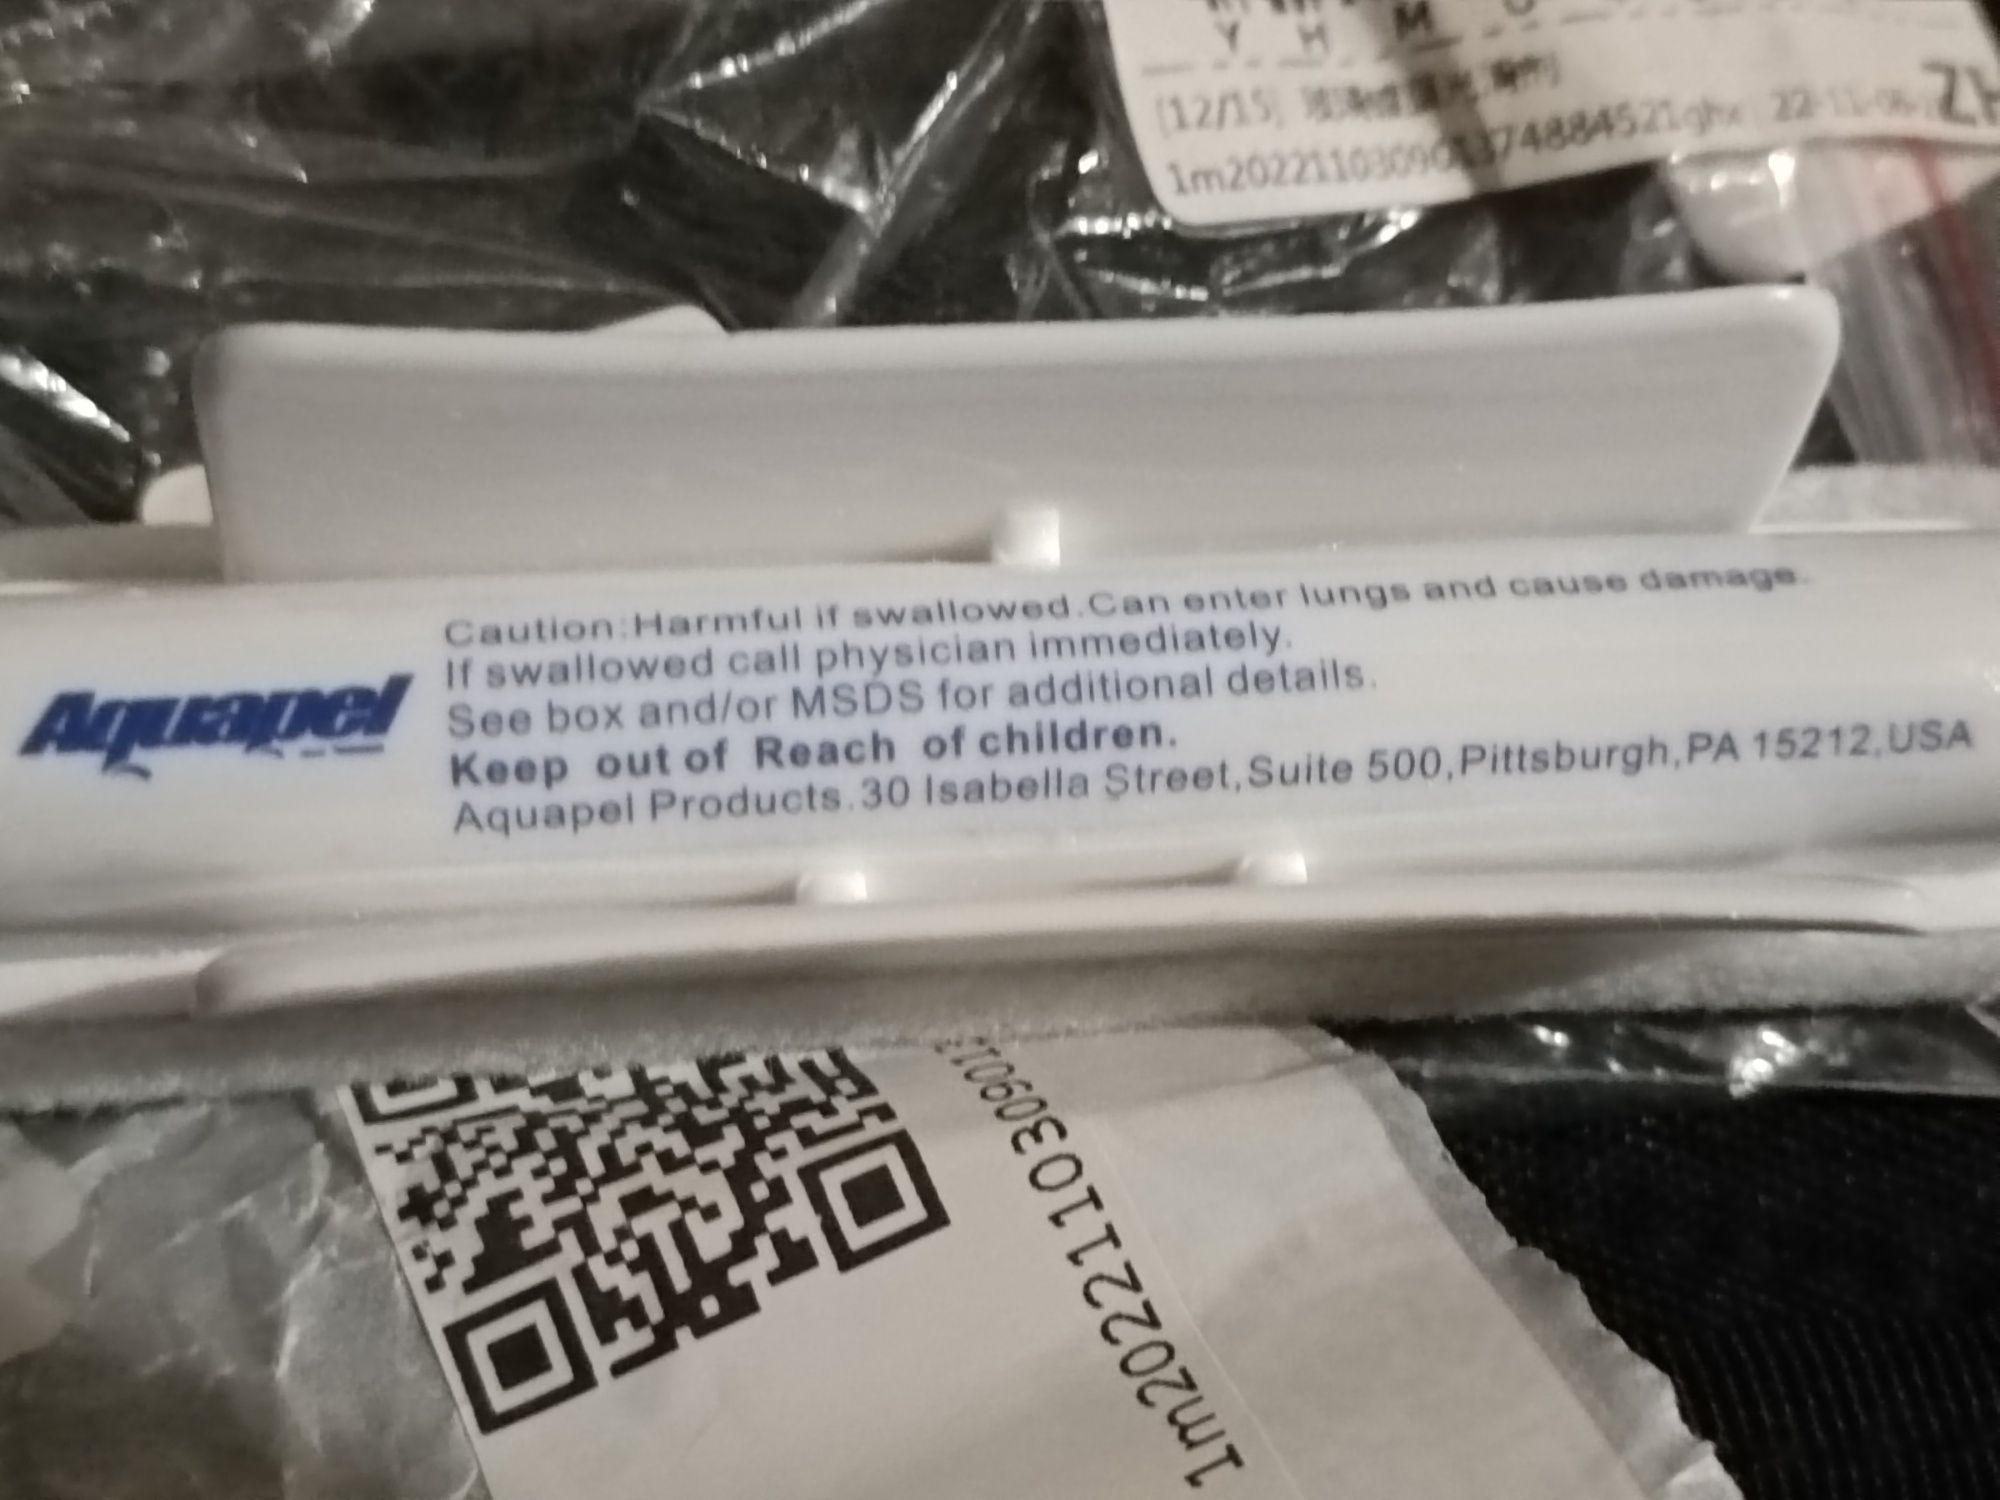 Y H M
[12/15]
ZH
Aquapel
Caution:Harmful if swallowed.Can enter lungs and cause damage.
If swallowed call physician immediately.
See box and/or MSDS for additional details.
Keep out of Reach of children.
Aquapel Products.30 Isabella Street,Suite 500,Pittsburgh,PA 15212,USA